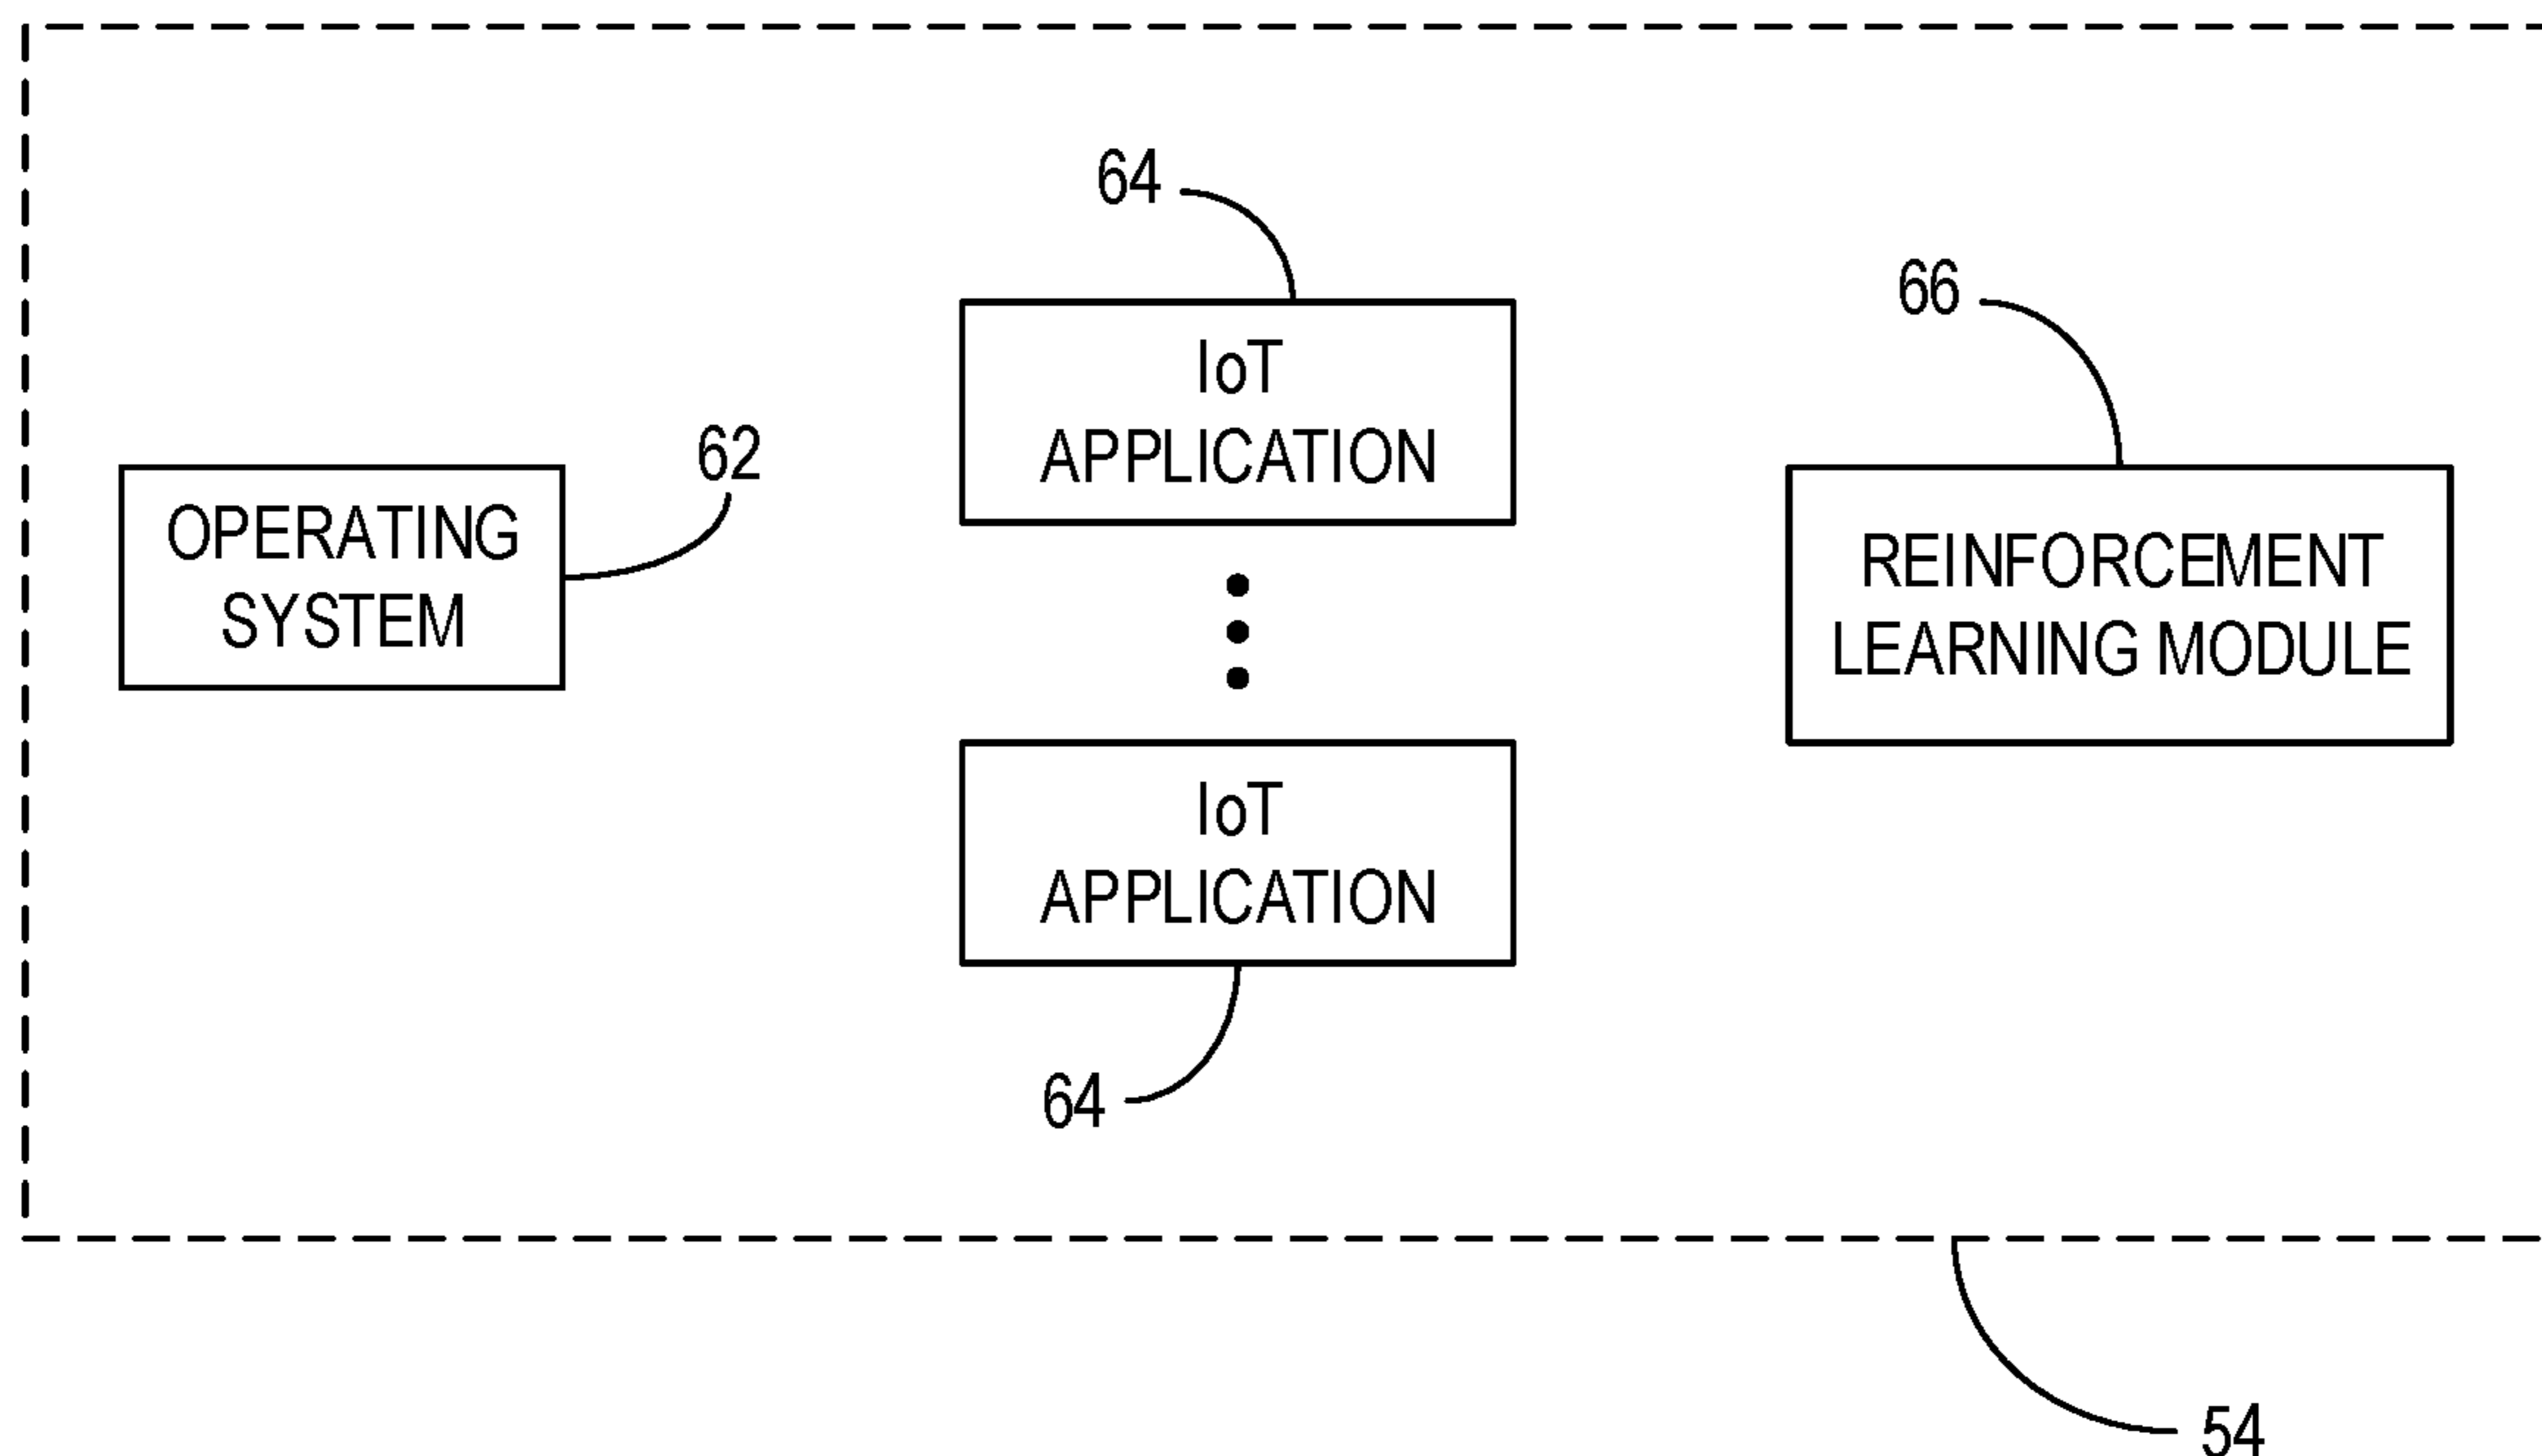 64
IoT
APPLICATION
66
62
OPERATING
SYSTEM
REINFORCEMENT
LEARNING MODULE
IoT
APPLICATION
64
54